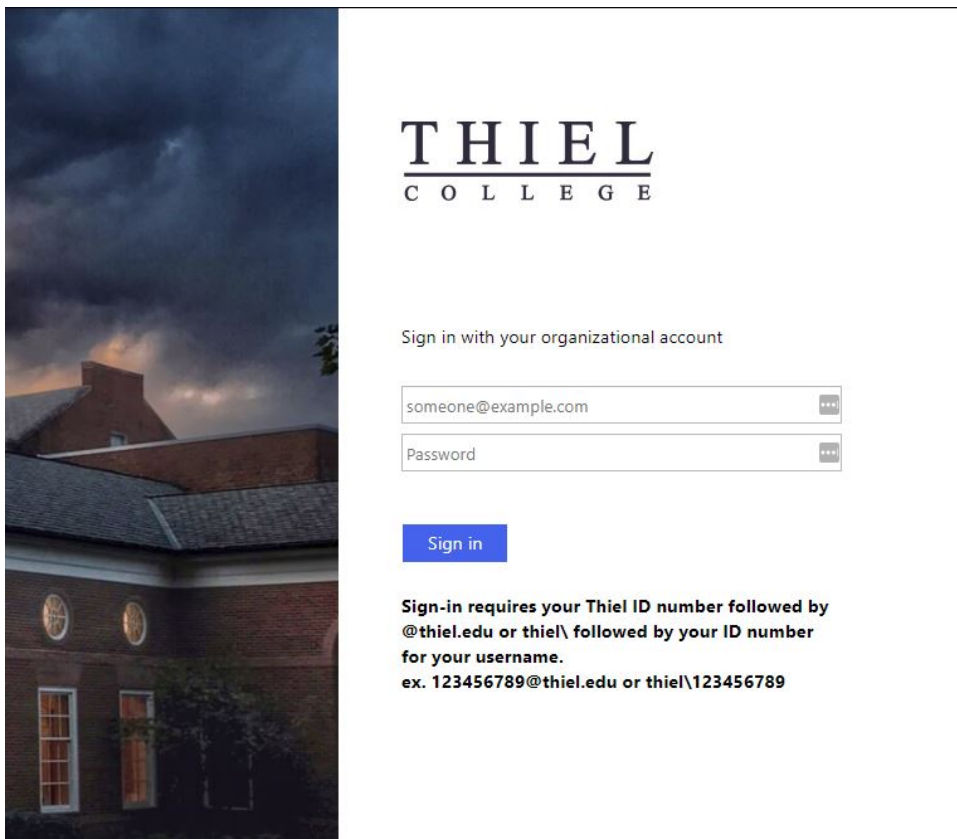 THIEL
COLLEGE
Sign in with your organizational account
someone@example.com
Password
Sign in
Sign-in requires your Thiel ID number followed by
@thiel.edu or thiel\ followed by your ID number
for your username.
ex. 123456789@thiel.edu or thiel\123456789